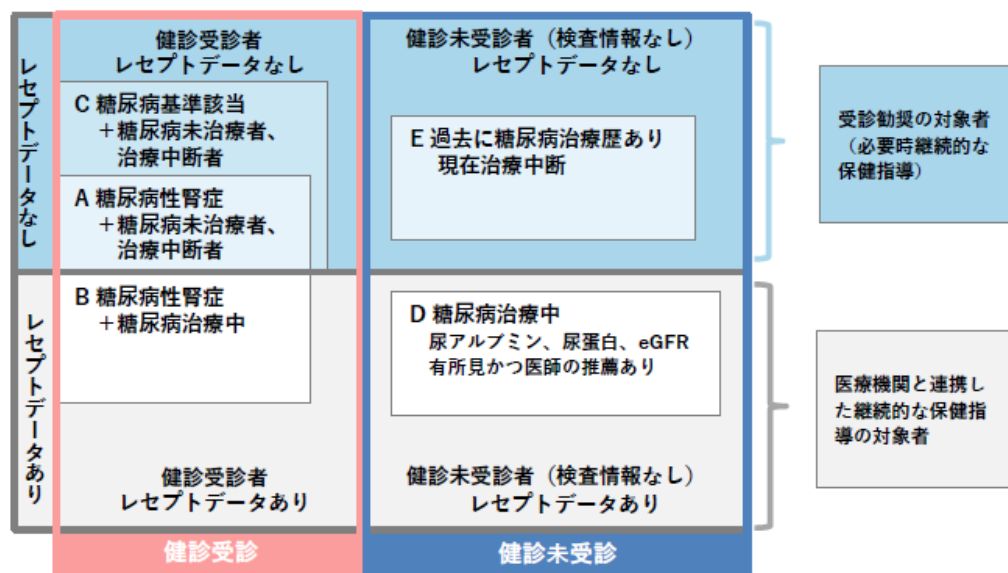 レセプトデータなし
健診受診者
レセプトデータなし
C 糖尿病基準該当
＋糖尿病未治療者、
治療中断者
A 糖尿病性腎症
＋糖尿病未治療者、
治療中断者
健診未受診者（検査情報なし）
レセプトデータなし
E 過去に糖尿病治療歴あり
現在治療中断
受診勧奨の対象者
（必要時継続的な
保健指導）
レセプトデータあり
B 糖尿病性腎症
＋糖尿病治療中
健診受診者
レセプトデータあり
D 糖尿病治療中
尿アルブミン、尿蛋白、eGFR
有所見かつ医師の推薦あり
健診未受診者（検査情報なし）
レセプトデータあり
医療機関と連携し
た継続的な保健指
導の対象者
健診受診
健診未受診